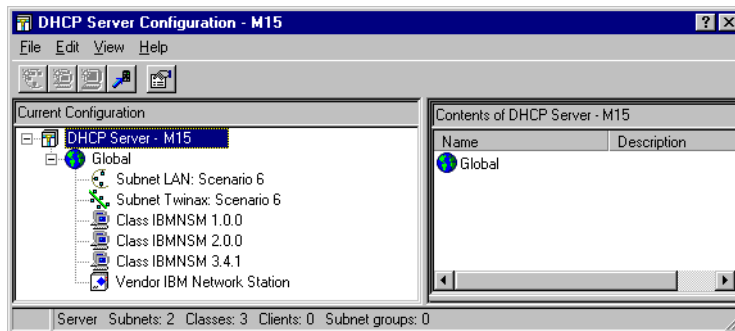 DHCP Server Configuration - M15
File Edit View Help
Current Configuration
DHCP Server - M15
Global
Subnet LAN: Scenario 6
Subnet Twinax: Scenario 6
Class IBMNSM 1.0.0
Class IBMNSM 2.0.0
Class IBMNSM 3.4.1
Vendor IBM Network Station
Contents of DHCP Server - M15
Name Description
Global
Server Subnets: 2 Classes: 3 Clients: 0 Subnet groups: 0